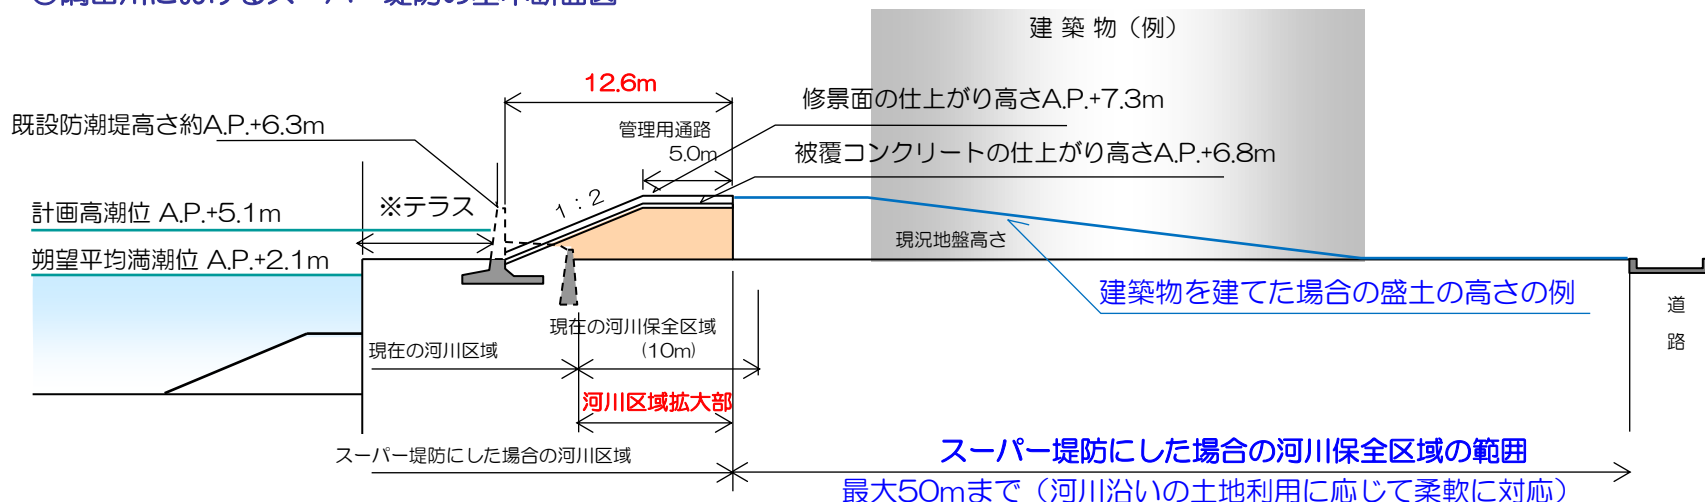 建築物（例）
12.6m
修景面の仕上がり高さA.P.+7.3m
既設防潮堤高さ約A.P.+6.3m
管理用通路
5.0m
被覆コンクリートの仕上がり高さA.P.+6.8m
1：2
※テラス
計画高潮位 A.P.+5.1m
現況地盤高さ
朔望平均満潮位 A.P.+2.1m
建築物を建てた場合の盛土の高さの例
道路
現在の河川保全区域
(10m)
現在の河川区域
河川区域拡大部
スーパー堤防にした場合の河川区域
スーパー堤防にした場合の河川保全区域の範囲
最大50mまで（河川沿いの土地利用に応じて柔軟に対応）